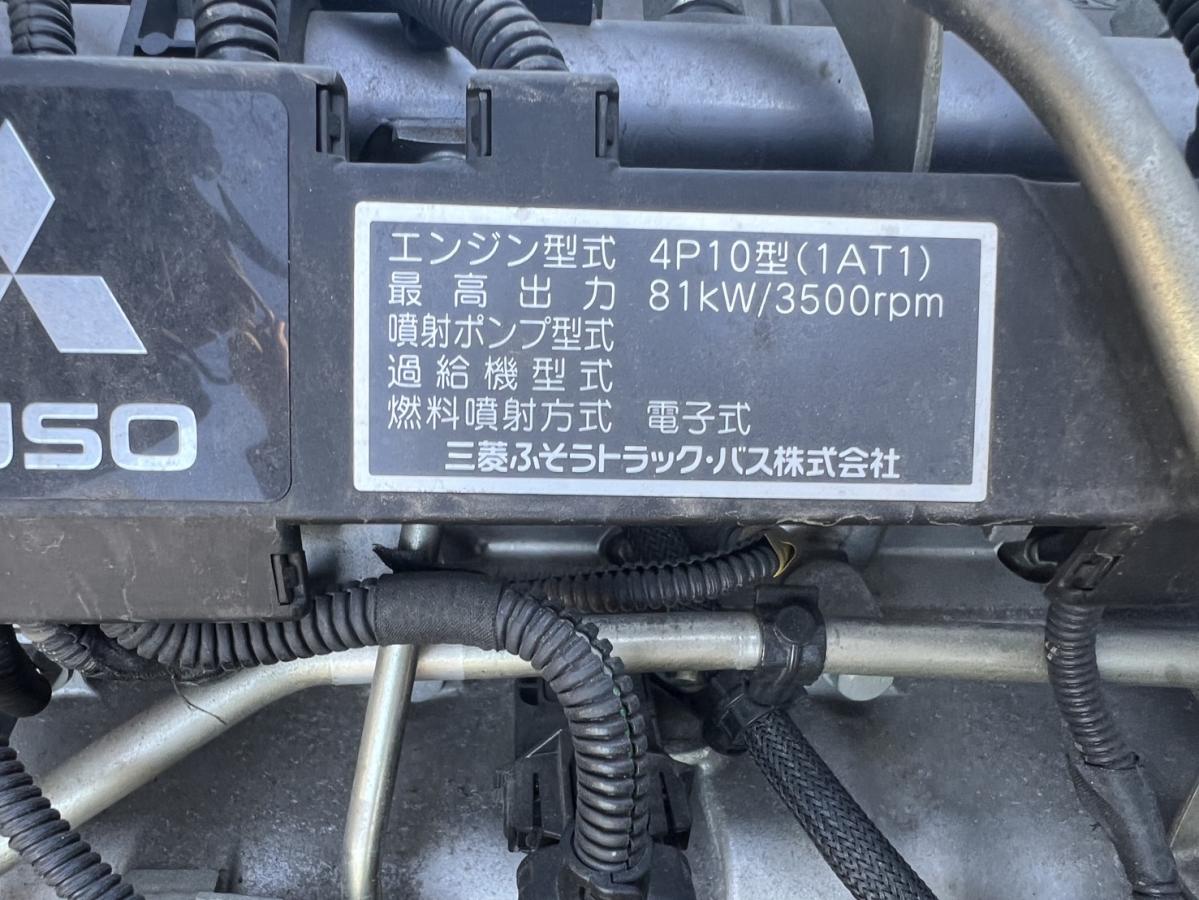 エンジン型式 4P10型(1AT1)
最高出力 81kW/3500rpm
噴射ポンプ型式
過給機型式
燃料噴射方式 電子式
三菱ふそうトラック・バス株式会社
USO